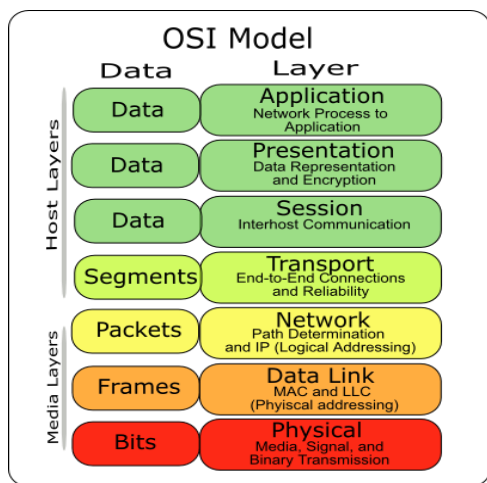 OSI Model
Data Layer
Host Layers
Data
Application
Network Process to
Application
Data
Presentation
Data Representation
and Encryption
Data
Session
Interhost Communication
Segments
Transport
End-to-End Connections
and Reliability
Media Layers
Packets
Network
Path Determination
and IP (Logical Addressing)
Frames
Data Link
MAC and LLC
(Phyiscal addressing)
Bits
Physical
Media, Signal, and
Binary Transmission